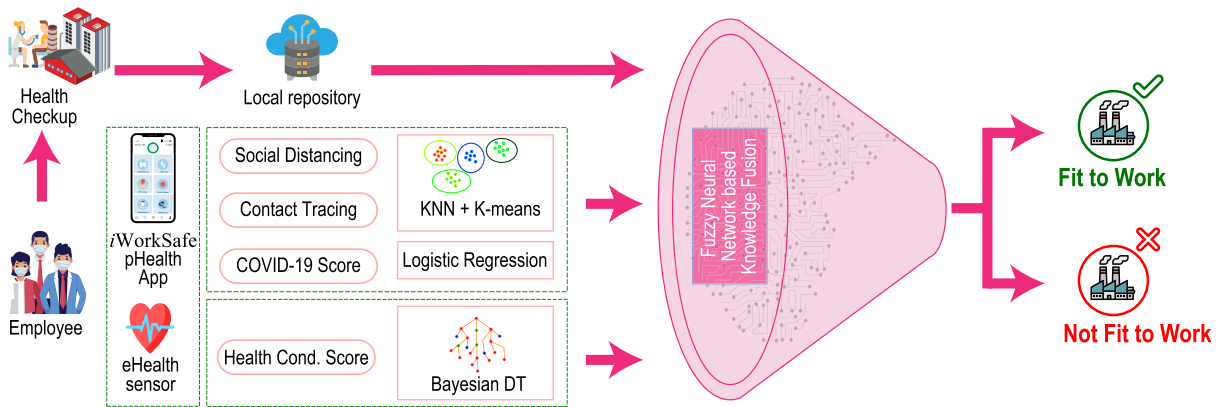 Health
Checkup
Local repository
Employee
iWorkSafe
pHealth
App
eHealth
sensor
Social Distancing
Contact Tracing
COVID-19 Score
KNN + K-means
Logistic Regression
Health Cond. Score
Bayesian DT
Fuzzy Neural
Network based
Knowledge Fusion
Fit to Work
Not Fit to Work